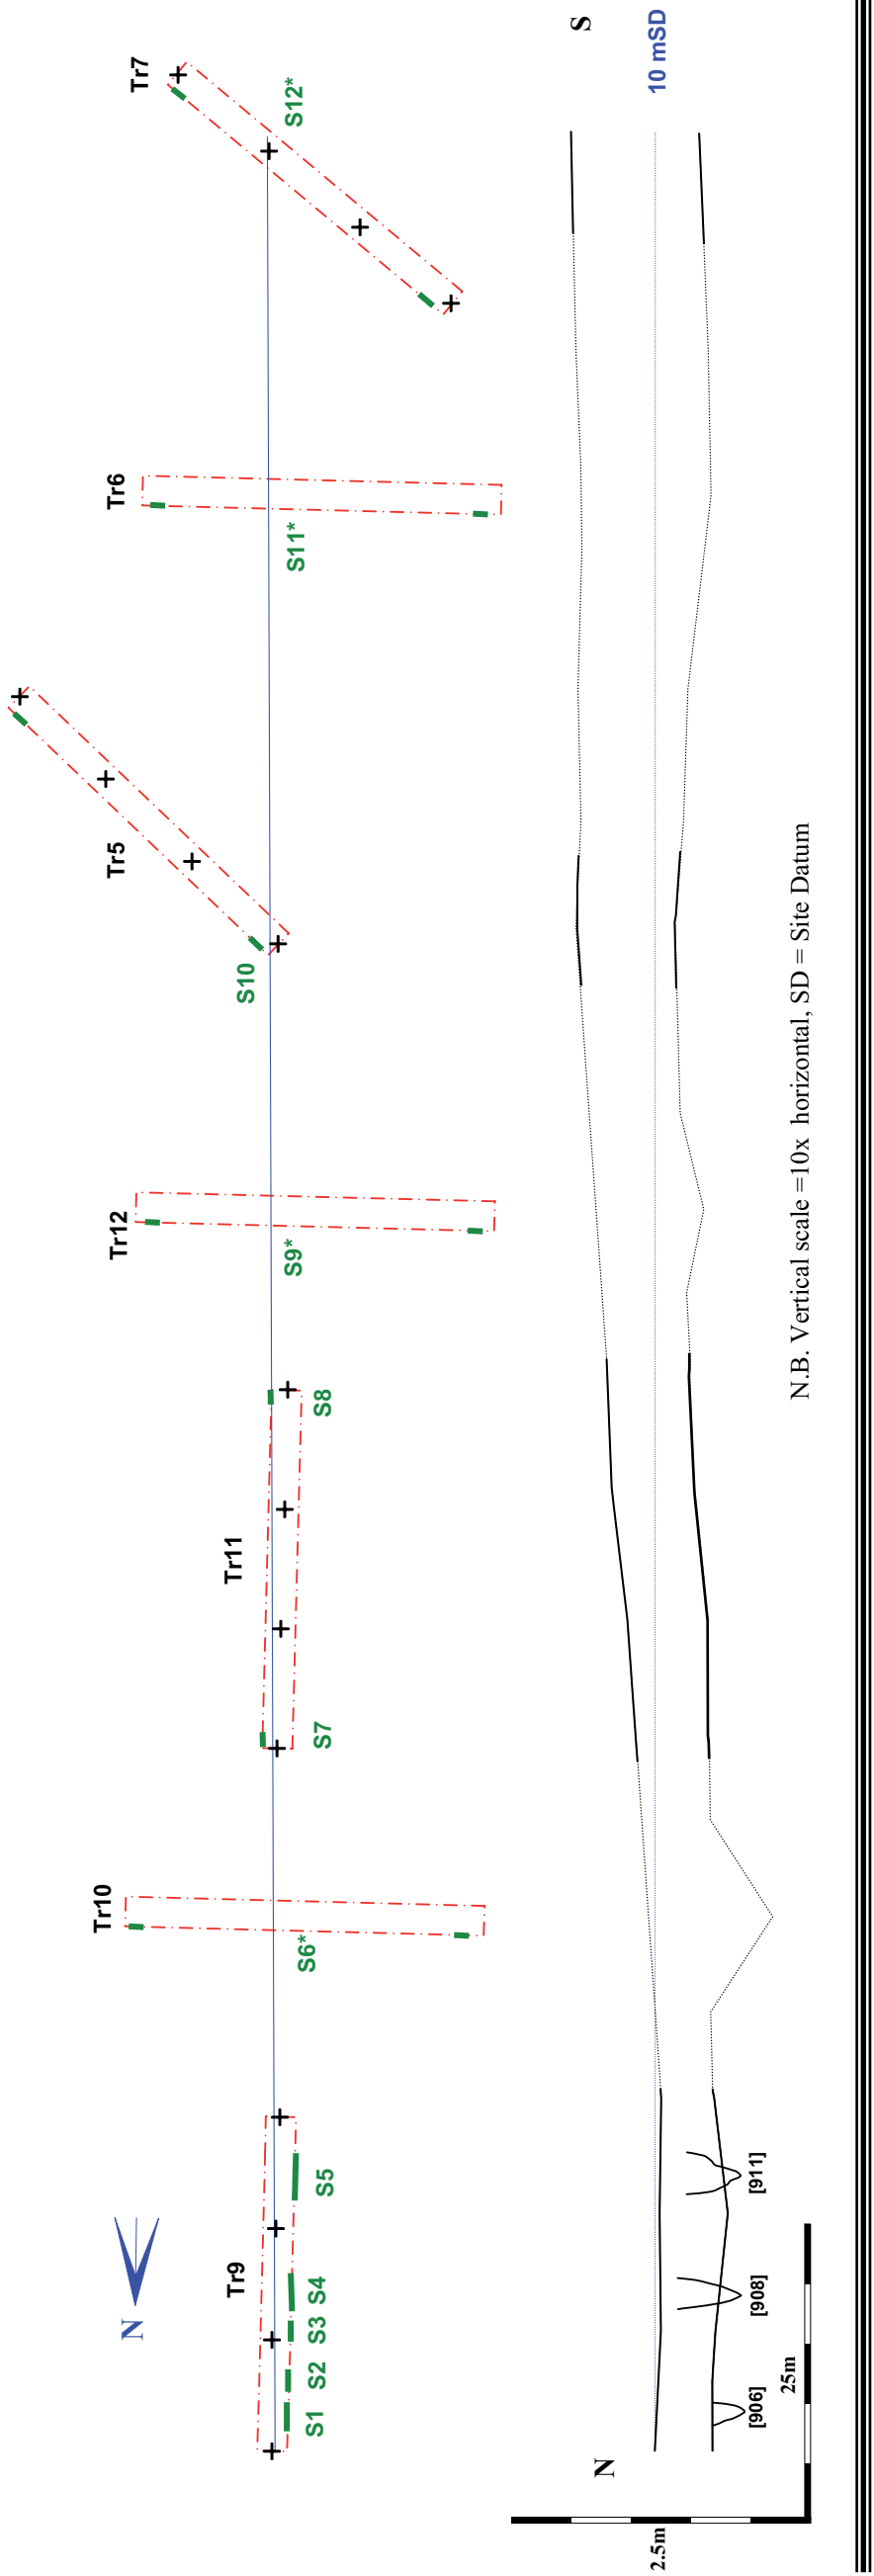 Tr9
Tr10
Tr11
Tr12
Tr5
Tr6
Tr7
N
S1
S2
S3
S4
S5
S6*
S7
S8
S9*
S10
S11*
S12*
N
S
10 mSD
[906]
[908]
[911]
2.5m
25m
N.B. Vertical scale =10x horizontal, SD = Site Datum